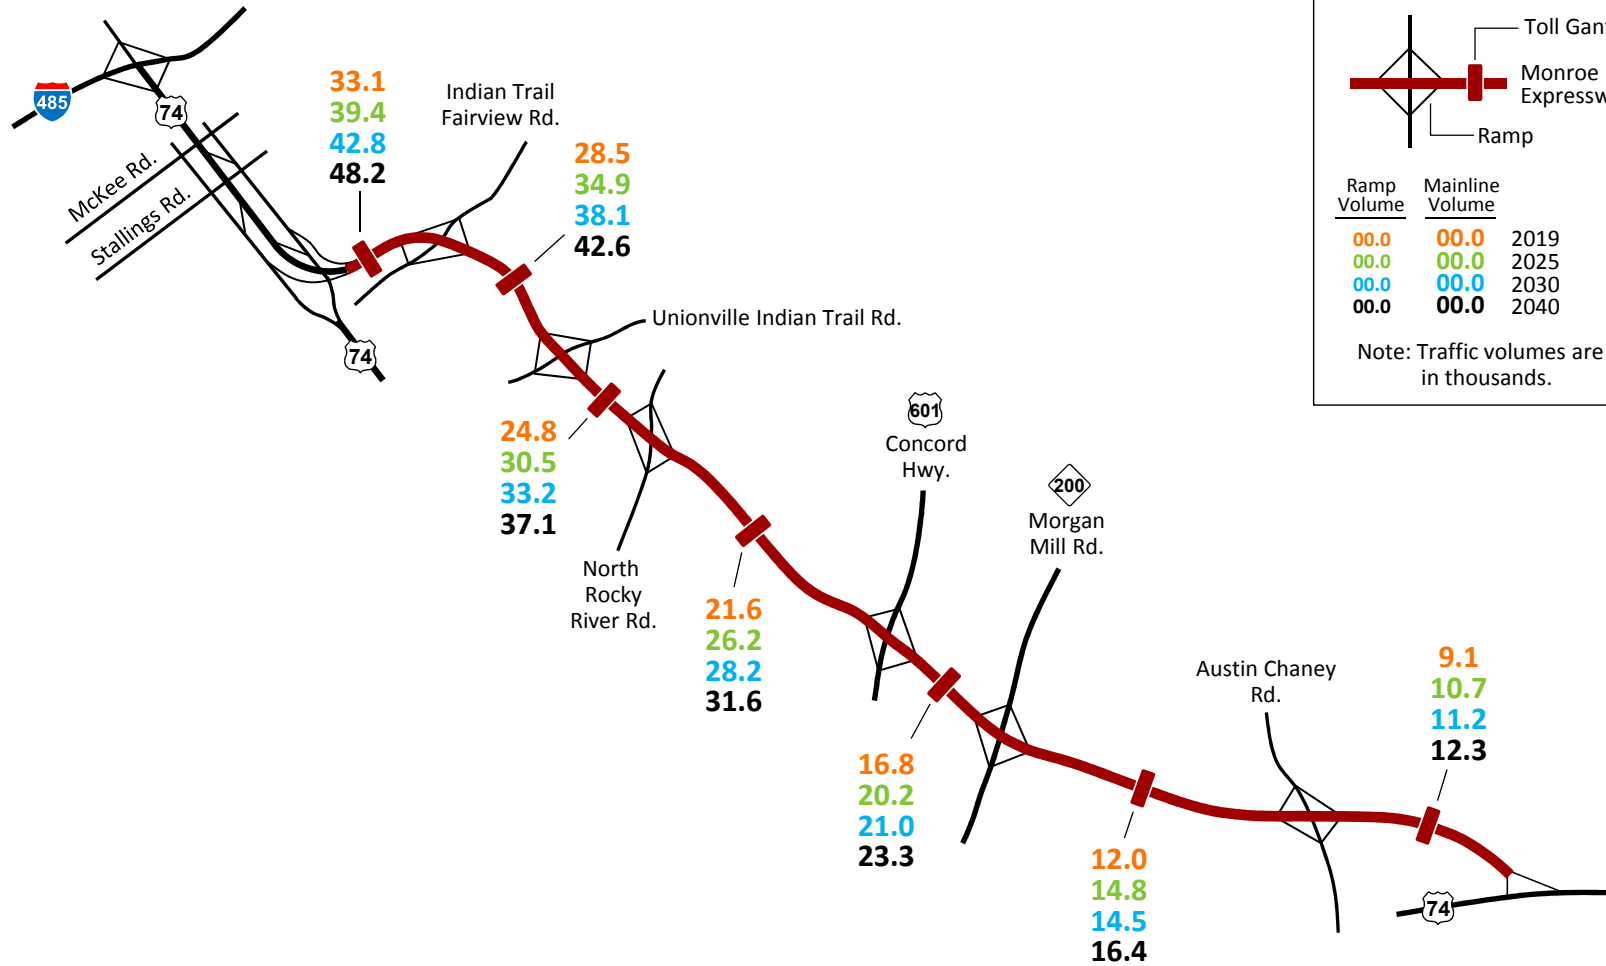 485
74
McKee Rd.
Stallings Rd.
33.1
39.4
42.8
48.2
Indian Trail
Fairview Rd.
28.5
34.9
38.1
42.6
74
Unionville Indian Trail Rd.
24.8
30.5
33.2
37.1
North
Rocky
River Rd.
21.6
26.2
28.2
31.6
601
Concord
Hwy.
200
Morgan
Mill Rd.
16.8
20.2
21.0
23.3
12.0
14.8
14.5
16.4
Austin Chaney
Rd.
9.1
10.7
11.2
12.3
74
Toll Gant
Monroe
Expressw
Ramp
Ramp Mainline
Volume Volume
00.0 00.0 2019
00.0 00.0 2025
00.0 00.0 2030
00.0 00.0 2040
Note: Traffic volumes are
in thousands.